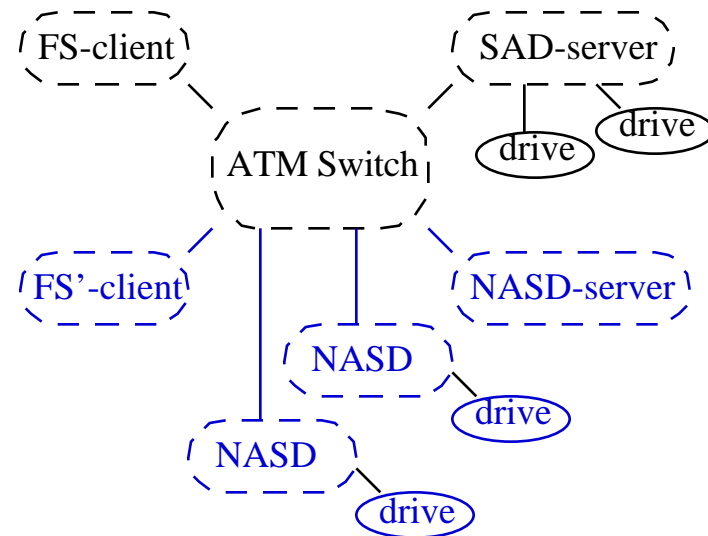 FS-client
SAD-server
drive
drive
ATM Switch
FS’-client
NASD-server
NASD
drive
NASD
drive